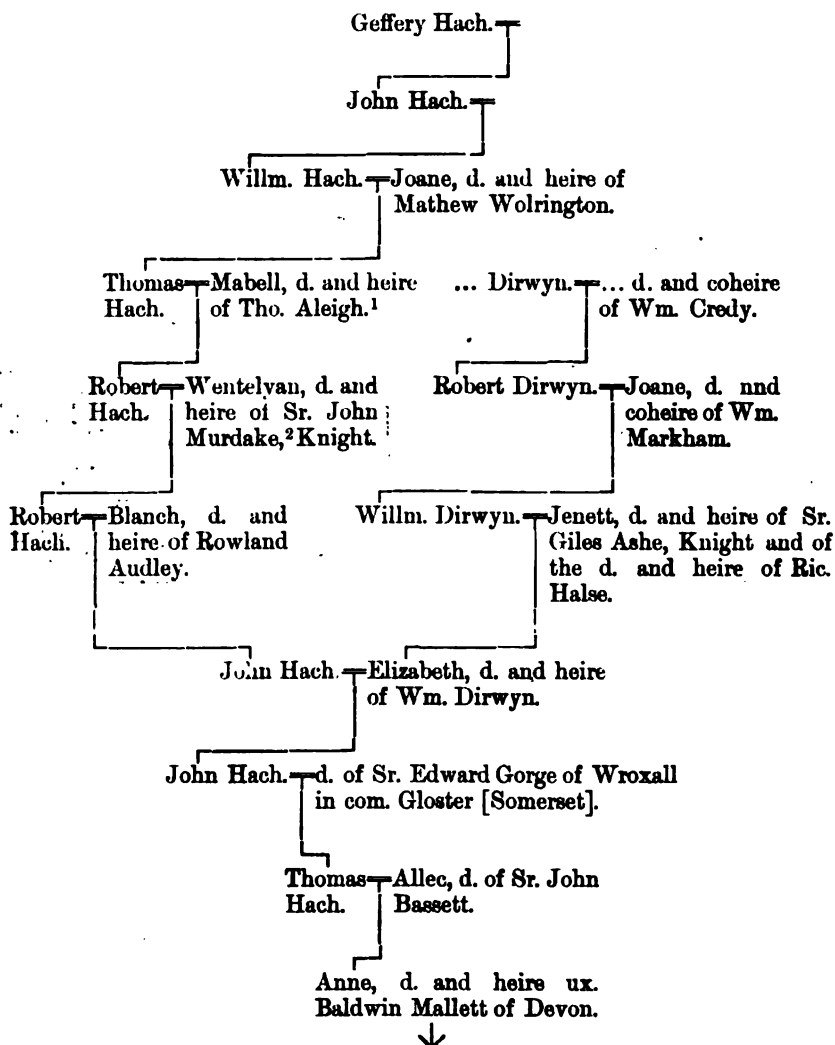 Geffery Hach.
John Hach.
Willm. Hach. Joane, d. and heire of
Mathew Wolrington.
Thomas Mabell, d. and heire
Hach. of Tho. Aleigh.¹
... Dirwyn. ... d. and coheire
of Wm. Credy.
Robert Wentelyan, d. and
Hach. heire of Sr. John
Murdake,² Knight.
Robert Dirwyn. Joane, d. nnd
coheire of Wm.
Markham.
Robert Blanch, d. and
Hach. heire of Rowland
Audley.
Willm. Dirwyn. Jenett, d. and heire of Sr.
Giles Ashe, Knight and of
the d. and heire of Ric.
Halse.
John Hach. Elizabeth, d. and heire
of Wm. Dirwyn.
John Hach. d. of Sr. Edward Gorge of Wroxall
in com. Gloster [Somerset].
Thomas Allec, d. of Sr. John
Hach. Bassett.
Anne, d. and heire ux.
Baldwin Mallett of Devon.